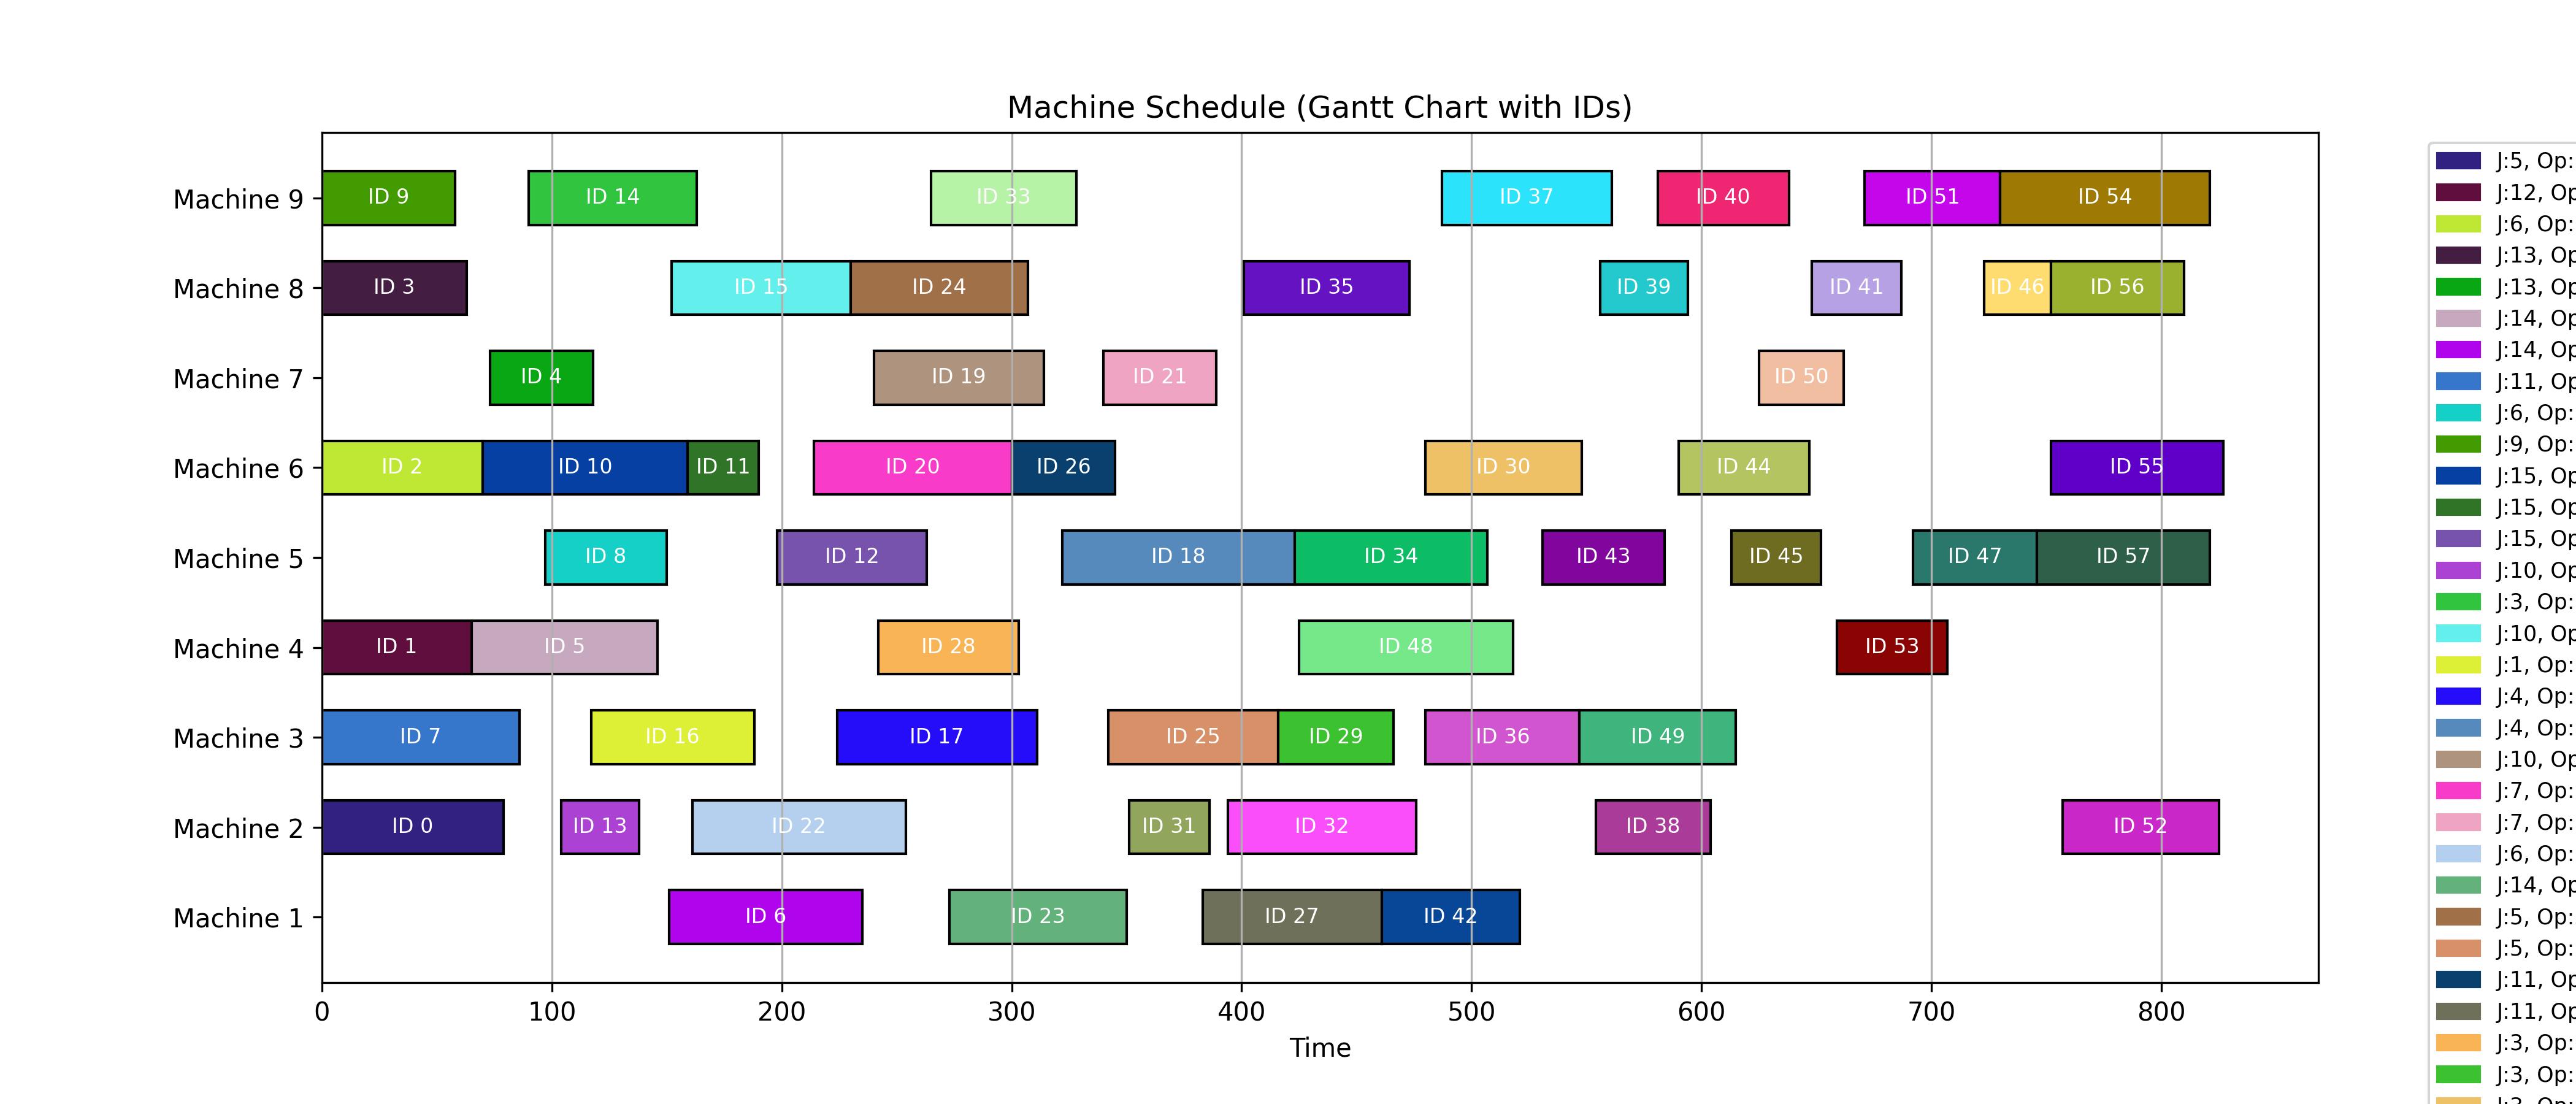 Machine Schedule (Gantt Chart with IDs)
Machine 9
ID 9
ID 14
ID 33
ID 37
ID 40
ID 51
ID 54
Machine 8
ID 3
ID 15
ID 24
ID 35
ID 39
ID 41
ID 46
ID 56
Machine 7
ID 4
ID 19
ID 21
ID 50
Machine 6
ID 2
ID 10
ID 11
ID 20
ID 26
ID 30
ID 44
ID 55
Machine 5
ID 8
ID 12
ID 18
ID 34
ID 43
ID 45
ID 47
ID 57
Machine 4
ID 1
ID 5
ID 28
ID 48
ID 53
Machine 3
ID 7
ID 16
ID 17
ID 25
ID 29
ID 36
ID 49
Machine 2
ID 0
ID 13
ID 22
ID 31
ID 32
ID 38
ID 52
Machine 1
ID 6
ID 23
ID 27
ID 42
0 100 200 300 400 500 600 700 800
Time
J:5, Op:
J:12, Op
J:6, Op:
J:13, Op
J:13, Op
J:14, Op
J:14, Op
J:11, Op
J:6, Op:
J:9, Op:
J:15, Op
J:15, Op
J:15, Op
J:10, Op
J:3, Op:
J:10, Op
J:1, Op:
J:4, Op:
J:4, Op:
J:10, Op
J:7, Op:
J:7, Op:
J:6, Op:
J:14, Op
J:5, Op:
J:5, Op:
J:11, Op
J:11, Op
J:3, Op:
J:3, Op: